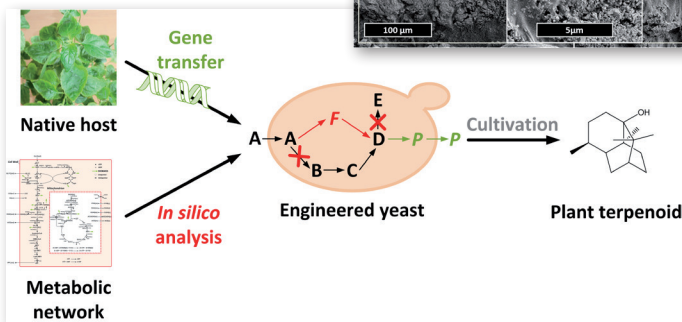 100 µm
5µm
Gene
transfer
Native host
A
A
F
E
D
P
P
B
C
Cultivation
OH
Engineered yeast
Plant terpenoid
In silico
analysis
Metabolic
network